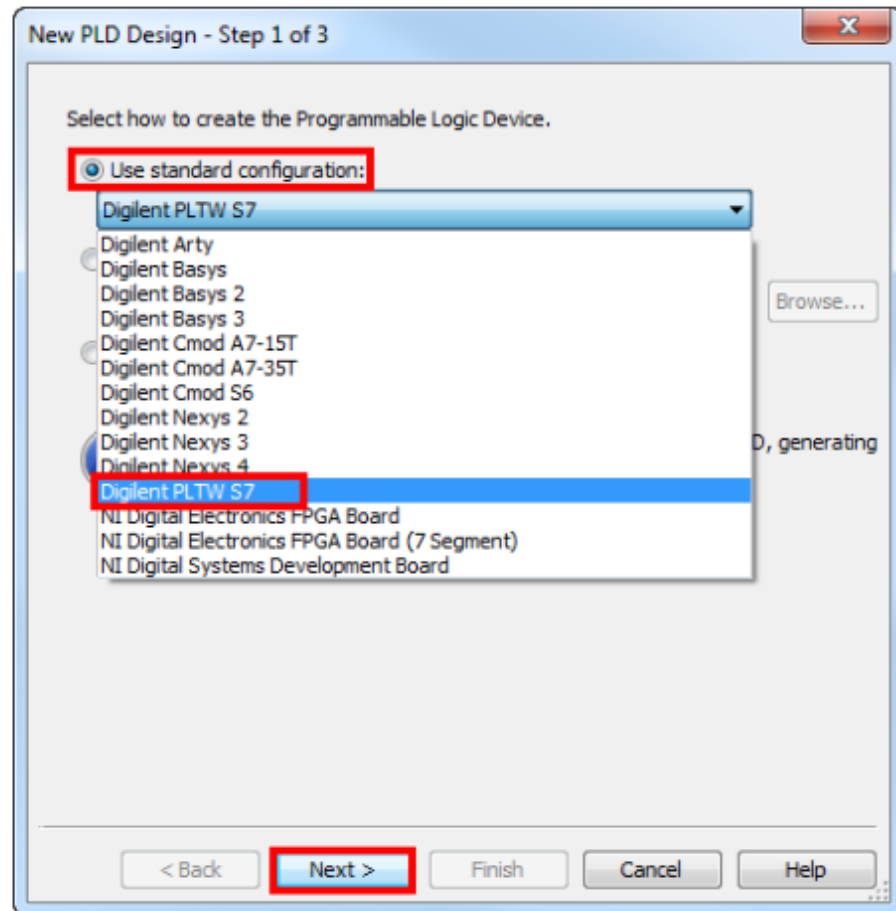 New PLD Design - Step 1 of 3
Select how to create the Programmable Logic Device.
Use standard configuration:
Digilent PLTW S7
Digilent Arty
Digilent Basys
Digilent Basys 2
Browse...
Digilent Basys 3
Digilent Cmod A7-15T
Digilent Cmod A7-35T
Digilent Cmod S6
Digilent Nexys 2
Digilent Nexys 3
D, generating
Digilent Nexys 4
Digilent PLTW S7
NI Digital Electronics FPGA Board
NI Digital Electronics FPGA Board (7 Segment)
NI Digital Systems Development Board
< Back Next > Finish Cancel Help